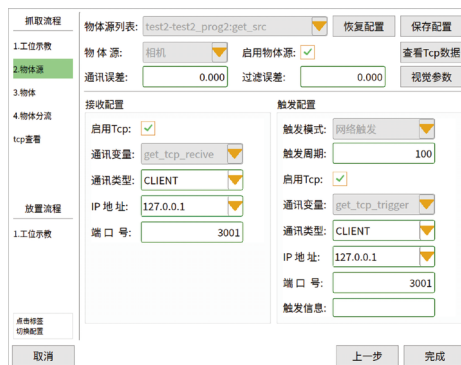 抓取流程
1.工位示教
2.物体源
3.物体
4.物体分流
tcp查看
放置流程
1.工位示教
点击标签
切换配置
取消
物体源列表: test2-test2_prog2:get_src 恢复配置 保存配置
物 体 源: 相机 启用物体源: 查看Tcp数据
通讯误差: 0.000 过滤误差: 0.000 视觉参数
接收配置
启用Tcp:
通讯变量: get_tcp_recive
通讯类型: CLIENT
IP 地 址: 127.0.0.1
端 口 号: 3001
触发配置
触发模式: 网络触发
触发周期: 100
启用Tcp:
通讯变量: get_tcp_trigger
通讯类型: CLIENT
IP 地 址: 127.0.0.1
端 口 号: 3001
触发信息:
上一步 完成